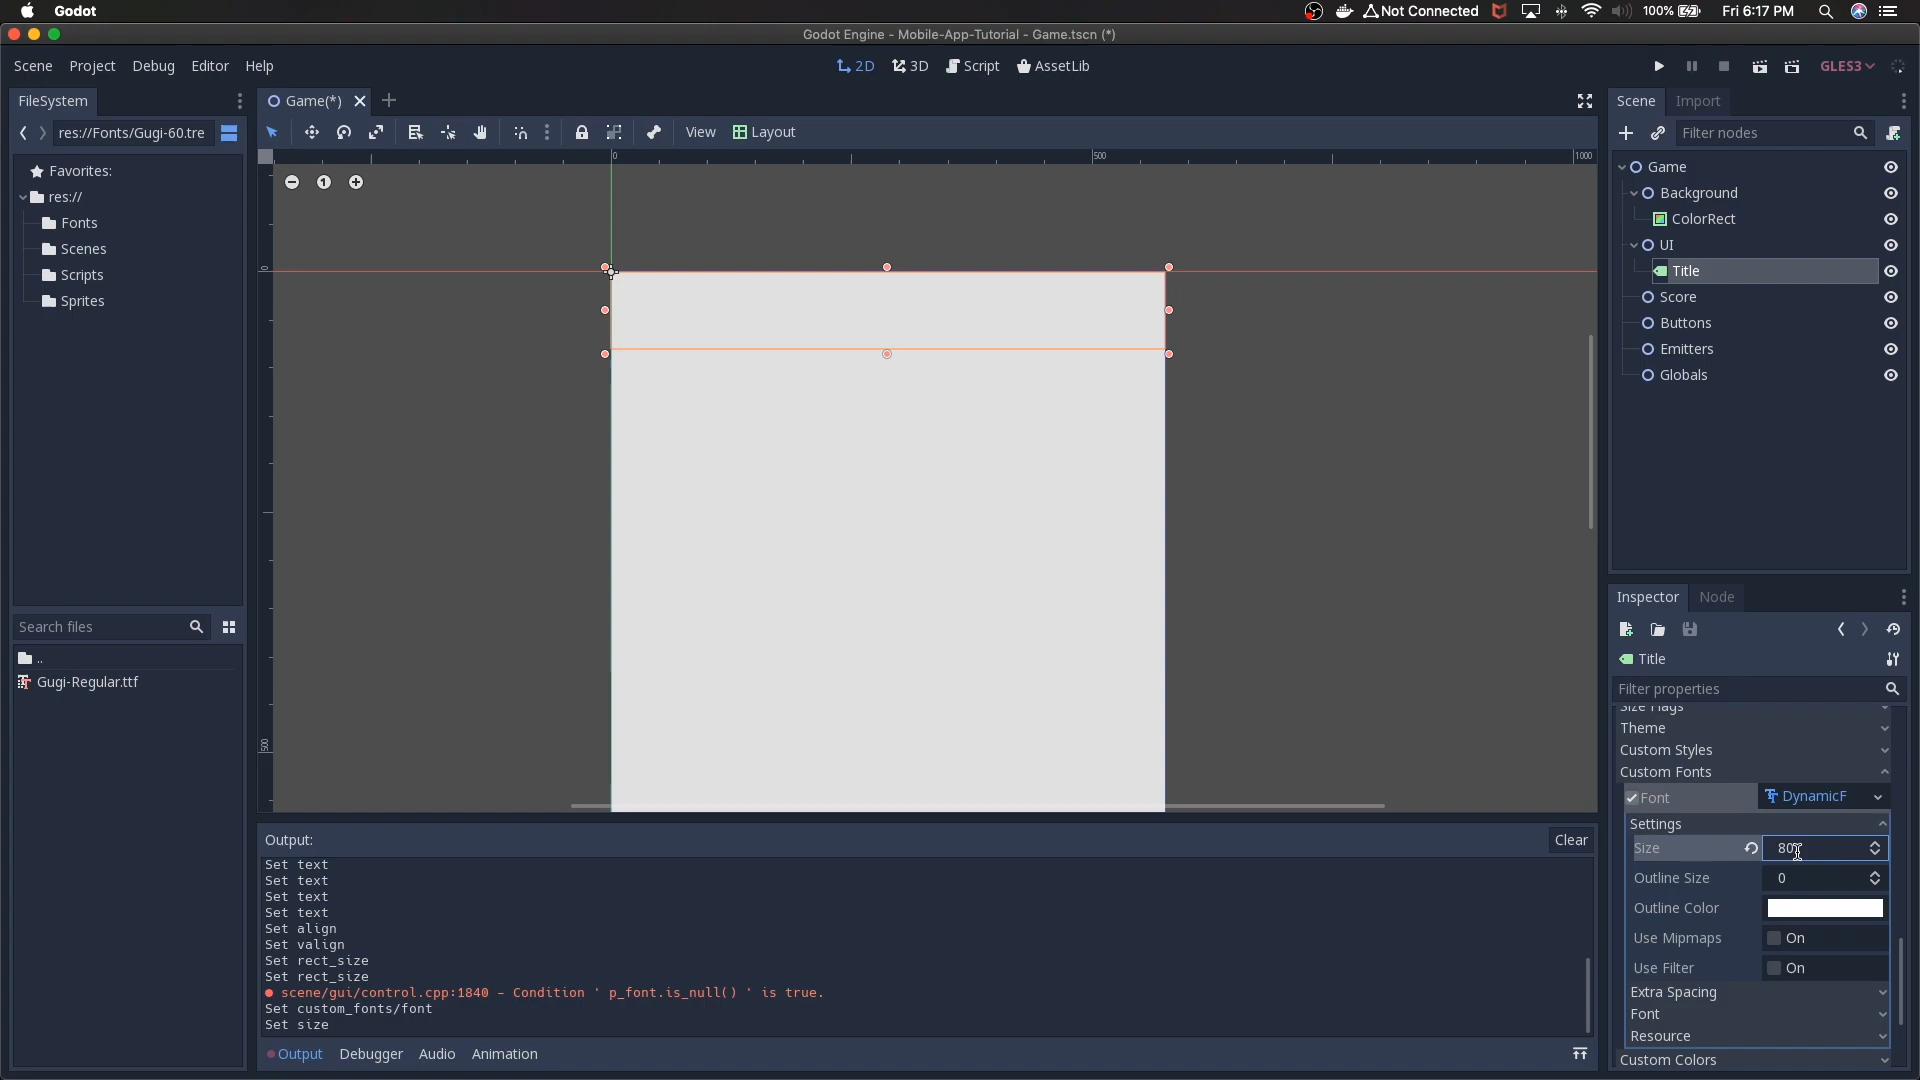 Godot
Not Connected 100% Fri 6:17 PM
Godot Engine - Mobile-App-Tutorial - Game.tscn (*)
Scene Project Debug Editor Help
2D 3D Script AssetLib
GLES3
FileSystem
res://Fonts/Gugi-60.tre
Favorites:
res://
Fonts
Scenes
Scripts
Sprites
Search files
..
Gugi-Regular.ttf
Game(*)
View Layout
0 500 1000
1
0
500
Output: Clear
Set text
Set text
Set text
Set text
Set align
Set valign
Set rect_size
Set rect_size
scene/gui/control.cpp:1840 - Condition ' p_font.is_null() ' is true.
Set custom_fonts/font
Set size
Output Debugger Audio Animation
Scene Import
Filter nodes
Game
Background
ColorRect
UI
Title
Score
Buttons
Emitters
Globals
Inspector Node
Title
Filter properties
Size Flags
Theme
Custom Styles
Custom Fonts
Font DynamicF
Settings
Size 80
Outline Size 0
Outline Color
Use Mipmaps On
Use Filter On
Extra Spacing
Font
Resource
Custom Colors